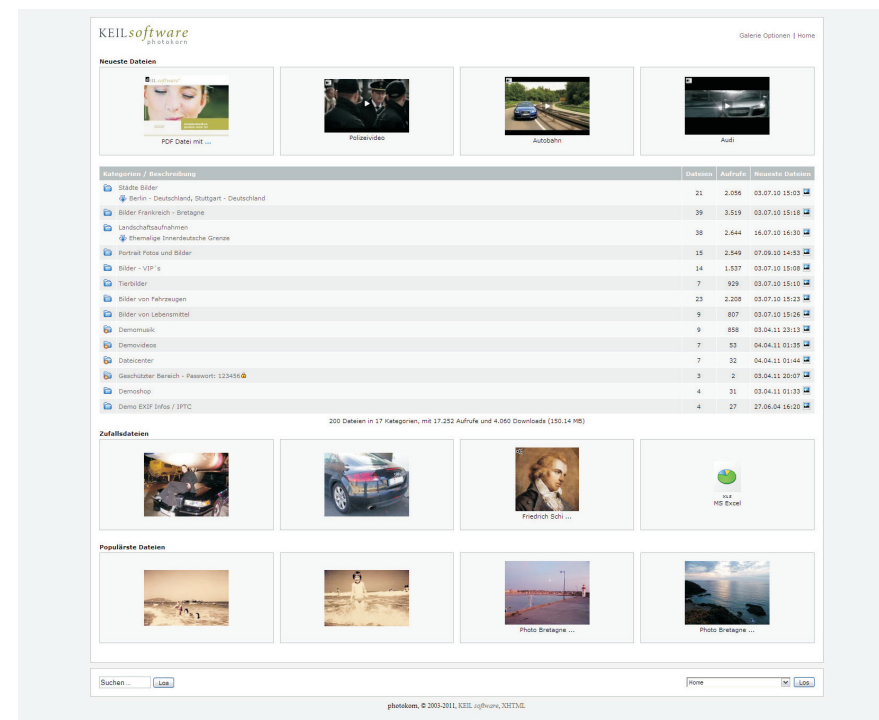 KEILsoftware
photokorn
Galerie Optionen | Home
Neueste Dateien
PDF Datei mit ...
Polizeivideo
Autobahn
Audi
Kategorien / Beschreibung Dateien Aufrufe Neueste Dateien
Städte Bilder
Berlin - Deutschland, Stuttgart - Deutschland 21 2.056 03.07.10 15:03
Bilder Frankreich - Bretagne 39 3.519 03.07.10 15:18
Landschaftsaufnahmen
Ehemalige Innerdeutsche Grenze 38 2.644 16.07.10 16:30
Portrait Fotos und Bilder 15 2.549 07.09.10 14:53
Bilder - VIP´s 14 1.537 03.07.10 15:08
Tierbilder 7 929 03.07.10 15:10
Bilder von Fahrzeugen 23 2.208 03.07.10 15:23
Bilder von Lebensmittel 9 807 03.07.10 15:26
Demomusik 9 858 03.04.11 23:13
Demovideos 7 53 04.04.11 01:35
Dateicenter 7 32 04.04.11 01:44
Geschützter Bereich - Passwort: 123456 3 2 03.04.11 20:07
Demoshop 4 31 03.04.11 01:33
Demo EXIF Infos / IPTC 4 27 27.06.04 16:20
200 Dateien in 17 Kategorien, mit 17.252 Aufrufe und 4.060 Downloads (150.14 MB)
Zufallsdateien
Friedrich Schi ...
XLS
MS Excel
Populärste Dateien
Photo Bretagne ...
Photo Bretagne ...
Suchen ... Los
Home Los
photokorn, © 2003-2011, KEIL software, XHTML